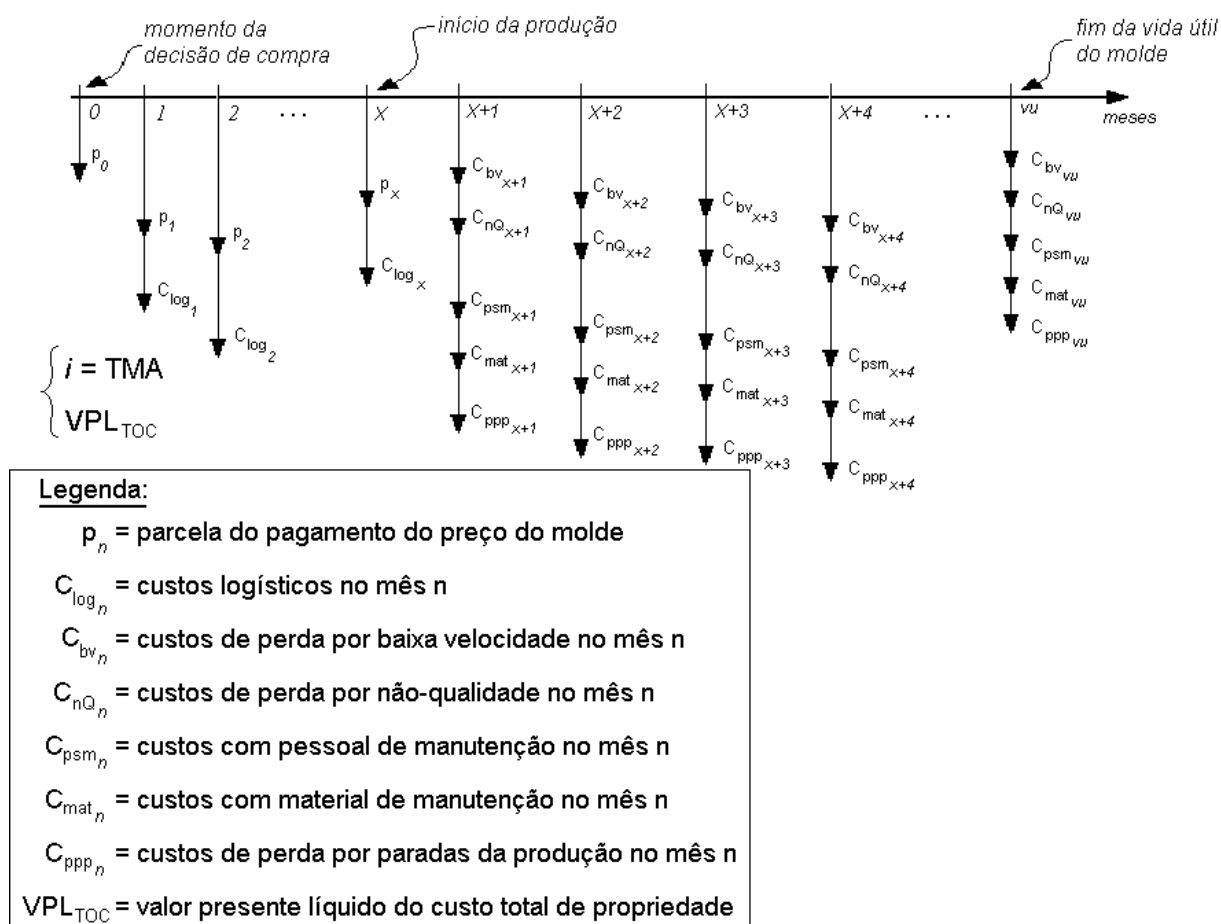 momento da
decisão de compra
início da produção
fim da vida útil
do molde
0 1 2 ... x x+1 x+2 x+3 x+4 ... vu
meses
p0
p1
Clog1
p2
Clog2
px
Clogx
Cbvx+1
CnQx+1
Cpsmx+1
Cmatx+1
Cpppx+1
Cbvx+2
CnQx+2
Cpsmx+2
Cmatx+2
Cpppx+2
Cbvx+3
CnQx+3
Cpsmx+3
Cmatx+3
Cpppx+3
Cbvx+4
CnQx+4
Cpsmx+4
Cmatx+4
Cpppx+4
Cbvvu
CnQvu
Cpsmvu
Cmatvu
Cpppvu
i = TMA
VPLTOC
Legenda:
pn = parcela do pagamento do preço do molde
Clogn = custos logísticos no mês n
Cbvn = custos de perda por baixa velocidade no mês n
CnQn = custos de perda por não-qualidade no mês n
Cpsmn = custos com pessoal de manutenção no mês n
Cmatn = custos com material de manutenção no mês n
Cpppn = custos de perda por paradas da produção no mês n
VPLTOC = valor presente líquido do custo total de propriedade